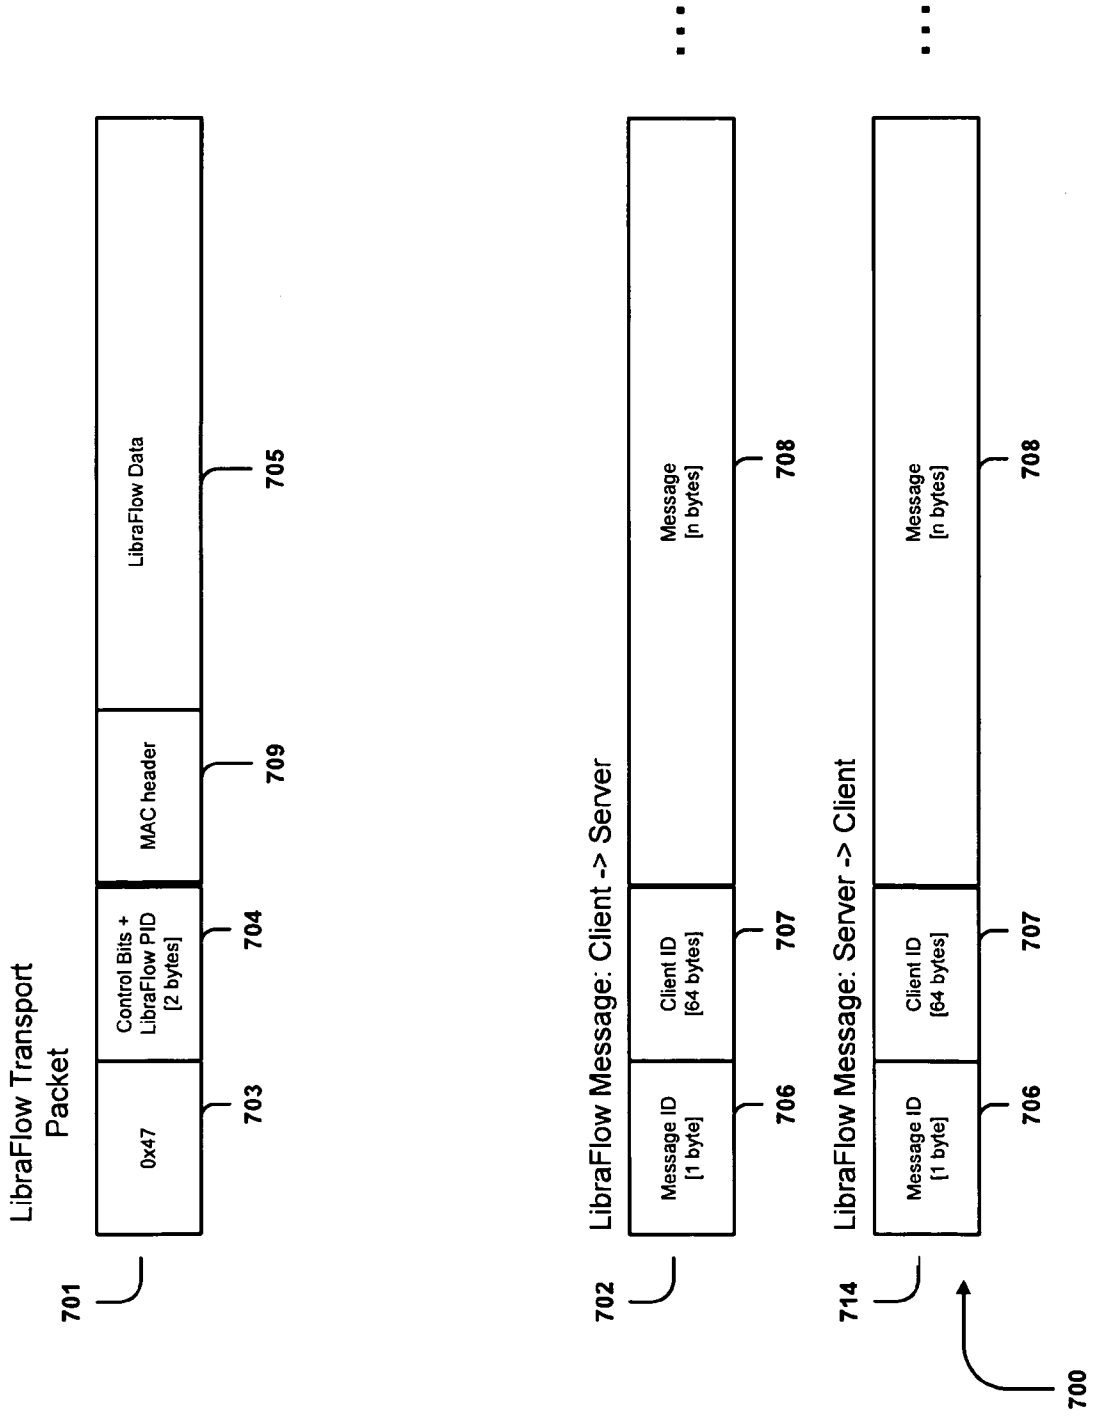 LibraFlow Transport
Packet
701
0x47
Control Bits +
LibraFlow PID
[2 bytes]
MAC header
LibraFlow Data
703
704
709
705
LibraFlow Message: Client -> Server
702
Message ID
[1 byte]
Client ID
[64 bytes]
Message
[n bytes]
...
706
707
708
LibraFlow Message: Server -> Client
714
Message ID
[1 byte]
Client ID
[64 bytes]
Message
[n bytes]
...
706
707
708
700